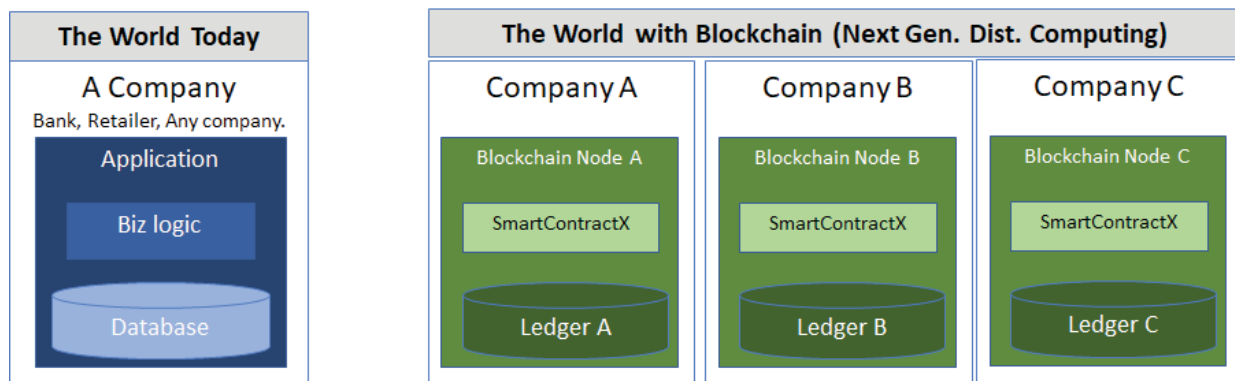 The World Today
A Company
Bank, Retailer, Any company.
Application
Biz logic
Database
The World with Blockchain (Next Gen. Dist. Computing)
Company A
Blockchain Node A
SmartContractX
Ledger A
Company B
Blockchain Node B
SmartContractX
Ledger B
Company C
Blockchain Node C
SmartContractX
Ledger C